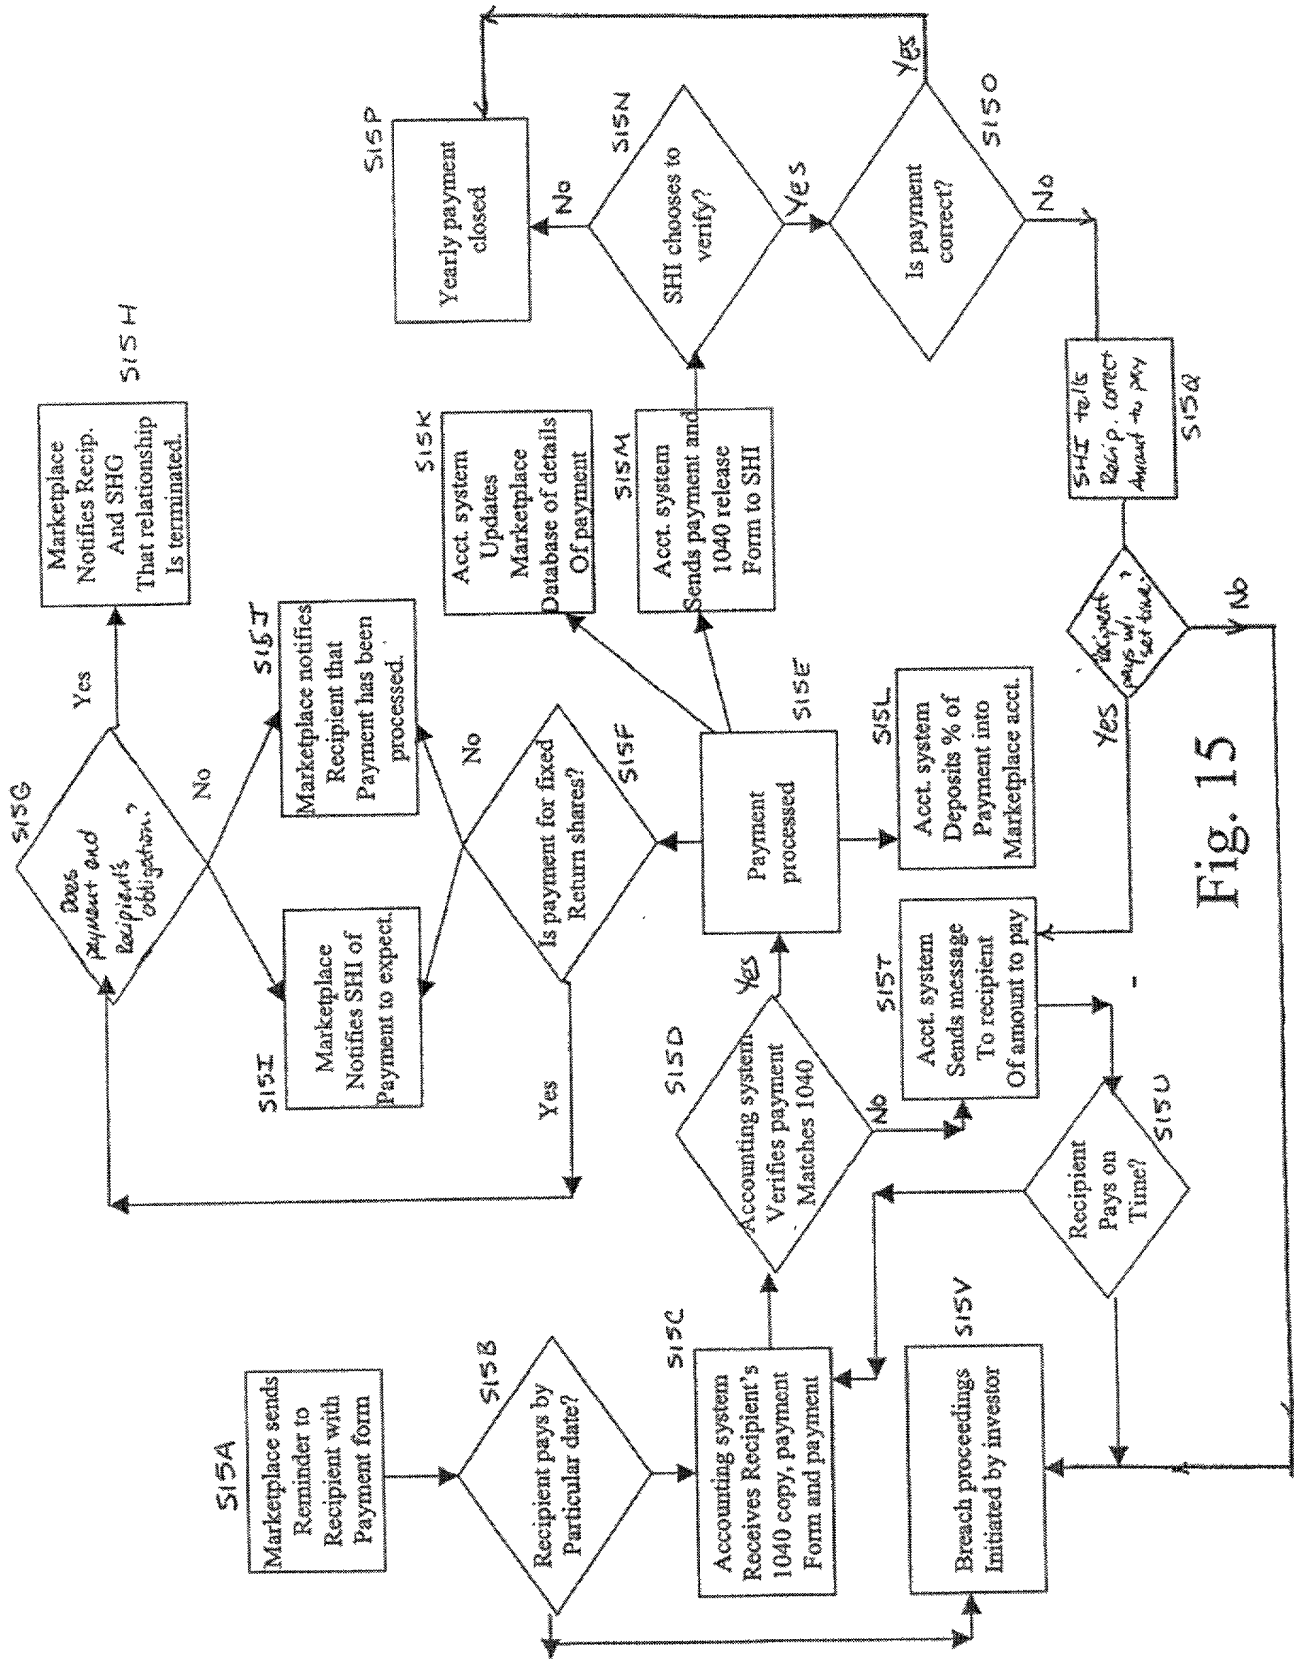 S15A
Marketplace sends
Reminder to
Recipient with
Payment form
S15B
Recipient pays by
Particular date?
S15C
Accounting system
Receives Recipient's
1040 copy, payment
Form and payment
S15V
Breach proceedings
Initiated by investor
S15D
Accounting system
Verifies payment
Matches 1040
Yes
No
S15T
Acct. system
Sends message
To recipient
Of amount to pay
S15U
Recipient
Pays on
Time?
S15E
Payment
processed
S15L
Acct. system
Deposits % of
Payment into
Marketplace acct.
S15F
Is payment for fixed
Return shares?
Yes
No
S15G
Does
payment end
Recipient's
obligation?
Yes
No
S15H
Marketplace
Notifies Recip.
And SHG
That relationship
Is terminated.
S15I
Marketplace
Notifies SHI of
Payment to expect.
S15J
Marketplace notifies
Recipient that
Payment has been
processed.
S15K
Acct. system
Updates
Marketplace
Database of details
Of payment
S15M
Acct. system
Sends payment and
1040 release
Form to SHI
S15N
SHI chooses to
verify?
No
Yes
S15P
Yearly payment
closed
S15O
Is payment
correct?
Yes
No
S15Q
SHI tells
Recip. correct
Amount to pay
Recipient
pays w/i
set time?
Yes
No
Fig. 15